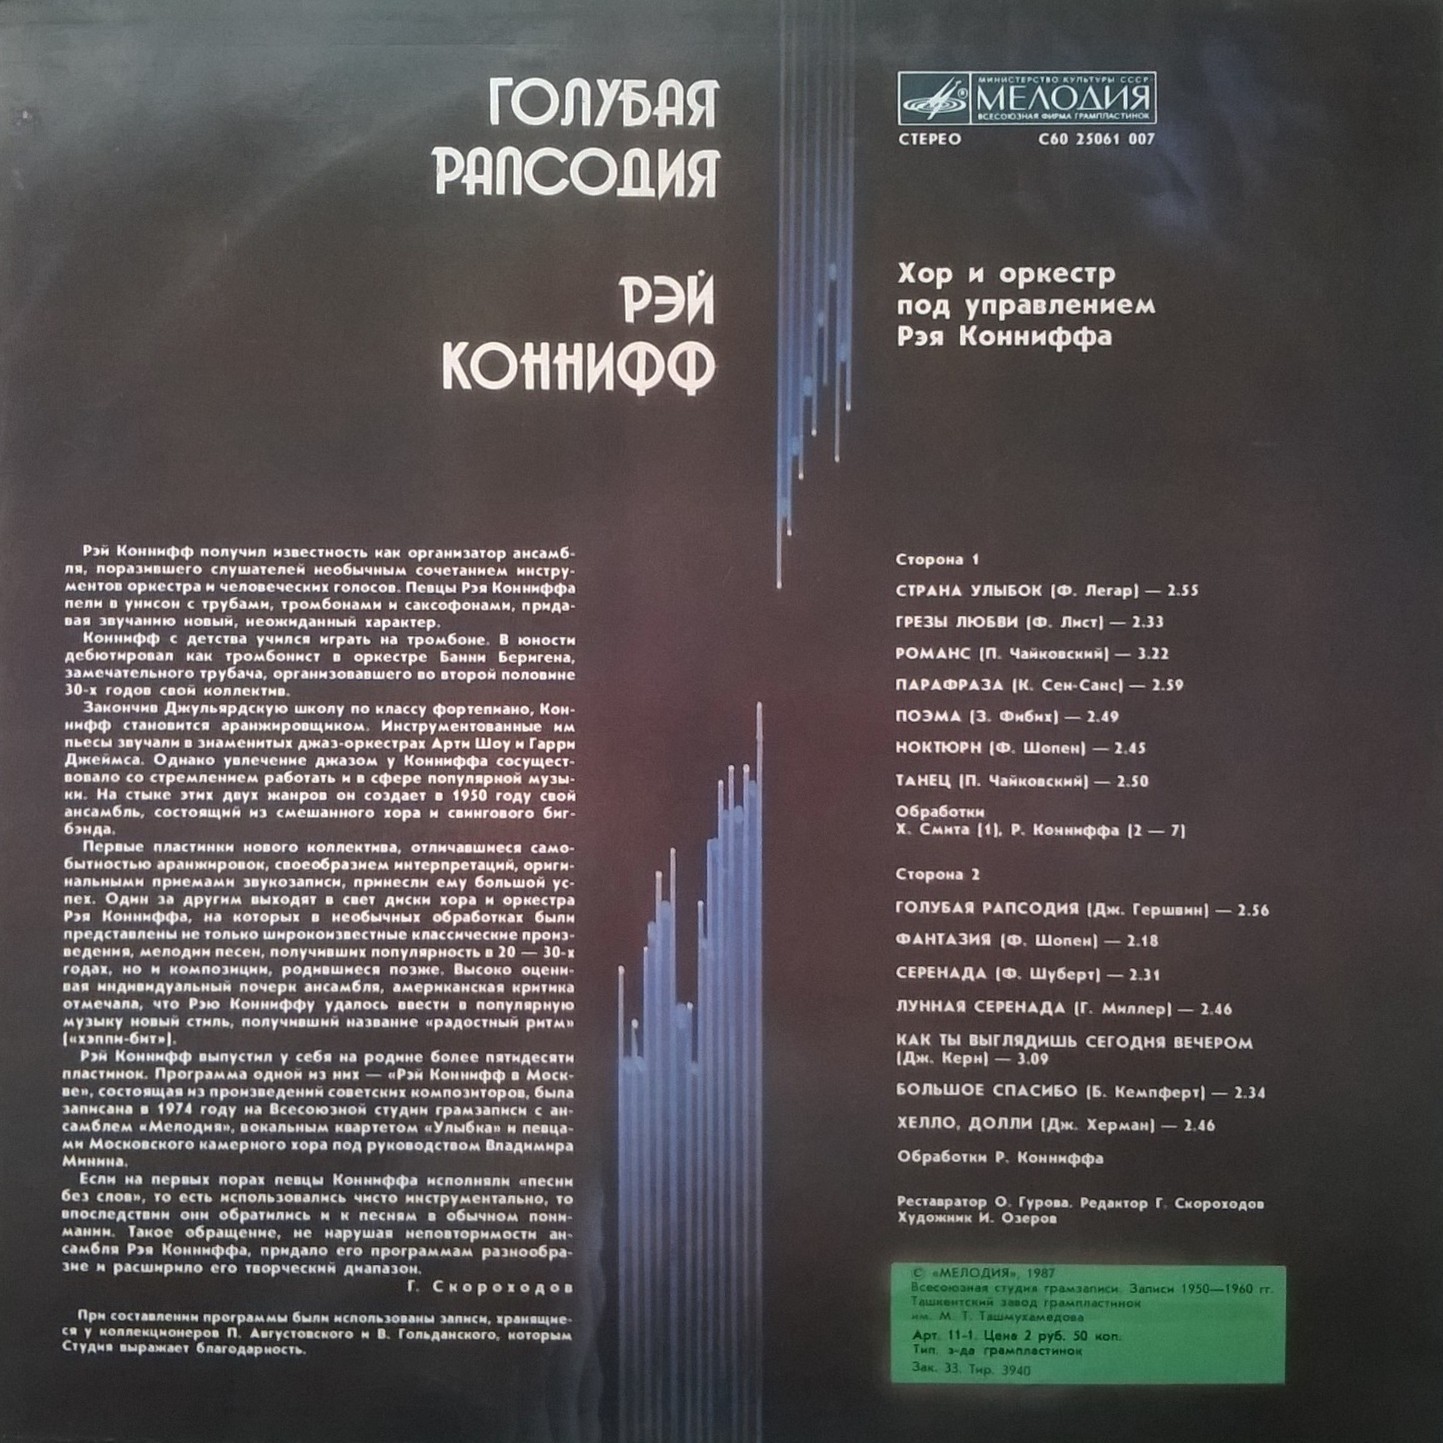 ГОЛУБАЯ
РАПСОДИЯ
РЭЙ
КОННИФФ
МИНИСТЕРСТВО КУЛЬТУРЫ СССР
МЕЛОДИЯ
ВСЕСОЮЗНАЯ ФИРМА ГРАМПЛАСТИНОК
СТЕРЕО С60 25061 007
Хор и оркестр
под управлением
Рэя Конниффа
Рэй Коннифф получил известность как организатор ансамб-
ля, поразившего слушателей необычным сочетанием инстру-
ментов оркестра и человеческих голосов. Певцы Рэя Конниффа
пели в унисон с трубами, тромбонами и саксофонами, прида-
вая звучанию новый, неожиданный характер.
Коннифф с детства учился играть на тромбоне. В юности
дебютировал как тромбонист в оркестре Банни Беригена,
замечательного трубача, организовавшего во второй половине
30-х годов свой коллектив.
Закончив Джульярдскую школу по классу фортепиано, Кон-
нифф становится аранжировщиком. Инструментованные им
пьесы звучали в знаменитых джаз-оркестрах Арти Шоу и Гарри
Джеймса. Однако увлечение джазом у Конниффа сосущест-
вовало со стремлением работать и в сфере популярной музы-
ки. На стыке этих двух жанров он создает в 1950 году свой
ансамбль, состоящий из смешанного хора и свингового биг-
бэнда.
Первые пластинки нового коллектива, отличавшиеся само-
бытностью аранжировок, своеобразием интерпретаций, ориги-
нальными приемами звукозаписи, принесли ему большой ус-
пех. Один за другим выходят в свет диски хора и оркестра
Рэя Конниффа, на которых в необычных обработках были
представлены не только широкоизвестные классические произ-
ведения, мелодии песен, получивших популярность в 20 — 30-х
годах, но и композиции, родившиеся позже. Высоко оцени-
вая индивидуальный почерк ансамбля, американская критика
отмечала, что Рэю Конниффу удалось ввести в популярную
музыку новый стиль, получивший название «радостный ритм»
(«хэппи-бит»).
Рэй Коннифф выпустил у себя на родине более пятидесяти
пластинок. Программа одной из них — «Рэй Коннифф в Моск-
ве», состоящая из произведений советских композиторов, была
записана в 1974 году на Всесоюзной студии грамзаписи с ан-
самблем «Мелодия», вокальным квартетом «Улыбка» и певца-
ми Московского камерного хора под руководством Владимира
Минина.
Если на первых порах певцы Конниффа исполняли «песни
без слов», то есть использовались чисто инструментально, то
впоследствии они обратились и к песням в обычном пони-
мании. Такое обращение, не нарушая неповторимости ан-
самбля Рэя Конниффа, придало его программам разнообра-
зие и расширило его творческий диапазон.
Г. Скороходов
При составлении программы были использованы записи, хранящие-
ся у коллекционеров П. Августовского и В. Гольданского, которым
Студия выражает благодарность.
Сторона 1
СТРАНА УЛЫБОК (Ф. Легар) — 2.55
ГРЕЗЫ ЛЮБВИ (Ф. Лист) — 2.33
РОМАНС (П. Чайковский) — 3.22
ПАРАФРАЗА (К. Сен-Санс) — 2.59
ПОЭМА (З. Фибих) — 2.49
НОКТЮРН (Ф. Шопен) — 2.45
ТАНЕЦ (П. Чайковский) — 2.50
Обработки
Х. Смита (1), Р. Конниффа (2 — 7)
Сторона 2
ГОЛУБАЯ РАПСОДИЯ (Дж. Гершвин) — 2.56
ФАНТАЗИЯ (Ф. Шопен) — 2.18
СЕРЕНАДА (Ф. Шуберт) — 2.31
ЛУННАЯ СЕРЕНАДА (Г. Миллер) — 2.46
КАК ТЫ ВЫГЛЯДИШЬ СЕГОДНЯ ВЕЧЕРОМ
(Дж. Керн) — 3.09
БОЛЬШОЕ СПАСИБО (Б. Кемпферт) — 2.34
ХЕЛЛО, ДОЛЛИ (Дж. Херман) — 2.46
Обработки Р. Конниффа
Реставратор О. Гурова. Редактор Г. Скороходов
Художник И. Озеров
© «МЕЛОДИЯ», 1987
Всесоюзная студия грамзаписи. Записи 1950—1960 гг.
Ташкентский завод грампластинок
им. М. Т. Ташмухамедова
Арт. 11-1. Цена 2 руб. 50 коп.
Тип. з-да грампластинок
Зак. 33. Тир. 3940